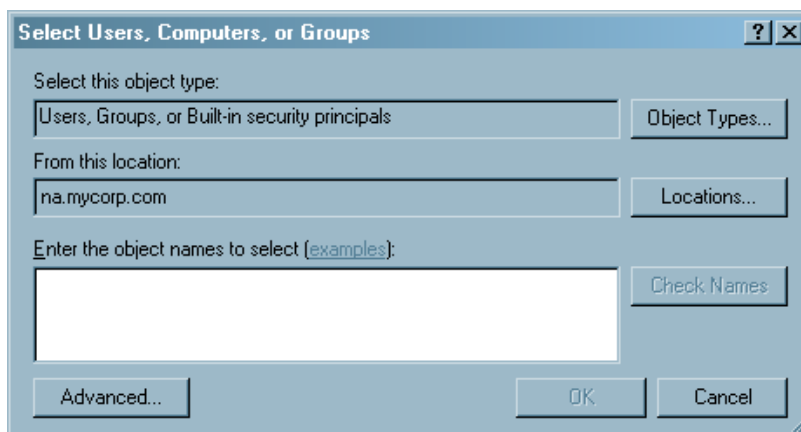 Select Users, Computers, or Groups
Select this object type:
Users, Groups, or Built-in security principals
Object Types...
From this location:
na.mycorp.com
Locations...
Enter the object names to select (examples):
Check Names
Advanced...
OK
Cancel